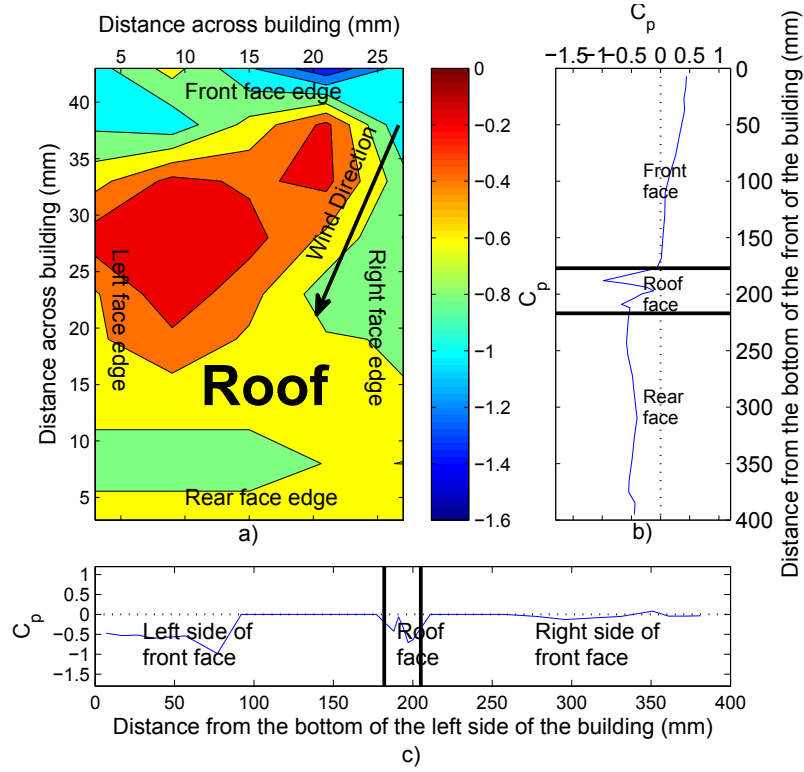 Distance across building (mm)
5 10 15 20 25
Distance across building (mm)
40
35
30
25
20
15
10
5
Front face edge
Wind Direction
Left face edge
Right face edge
Roof
Rear face edge
a)
0
−0.2
−0.4
−0.6
−0.8
−1
−1.2
−1.4
−1.6
C_p
C_p
−1.5 −1 −0.5 0 0.5 1
0
50
100
150
200
250
300
350
400
Front
face
Roof
face
Rear
face
Distance from the bottom of the front of the building (mm)
b)
C_p
1
0.5
0
−0.5
−1
−1.5
Left side of
front face
Roof
face
Right side of
front face
0 50 100 150 200 250 300 350 400
Distance from the bottom of the left side of the building (mm)
c)